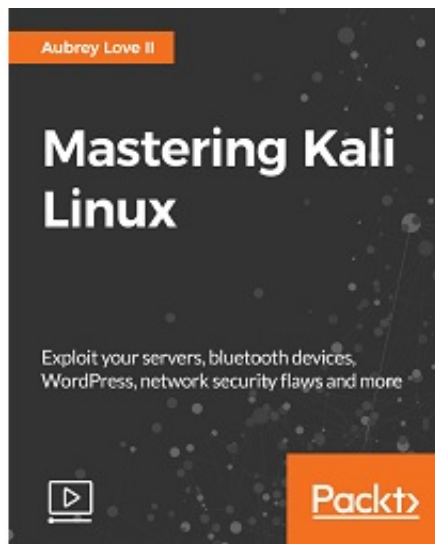 Aubrey Love II
Mastering Kali
Linux
Exploit your servers, bluetooth devices,
WordPress, network security flaws and more
Packt>